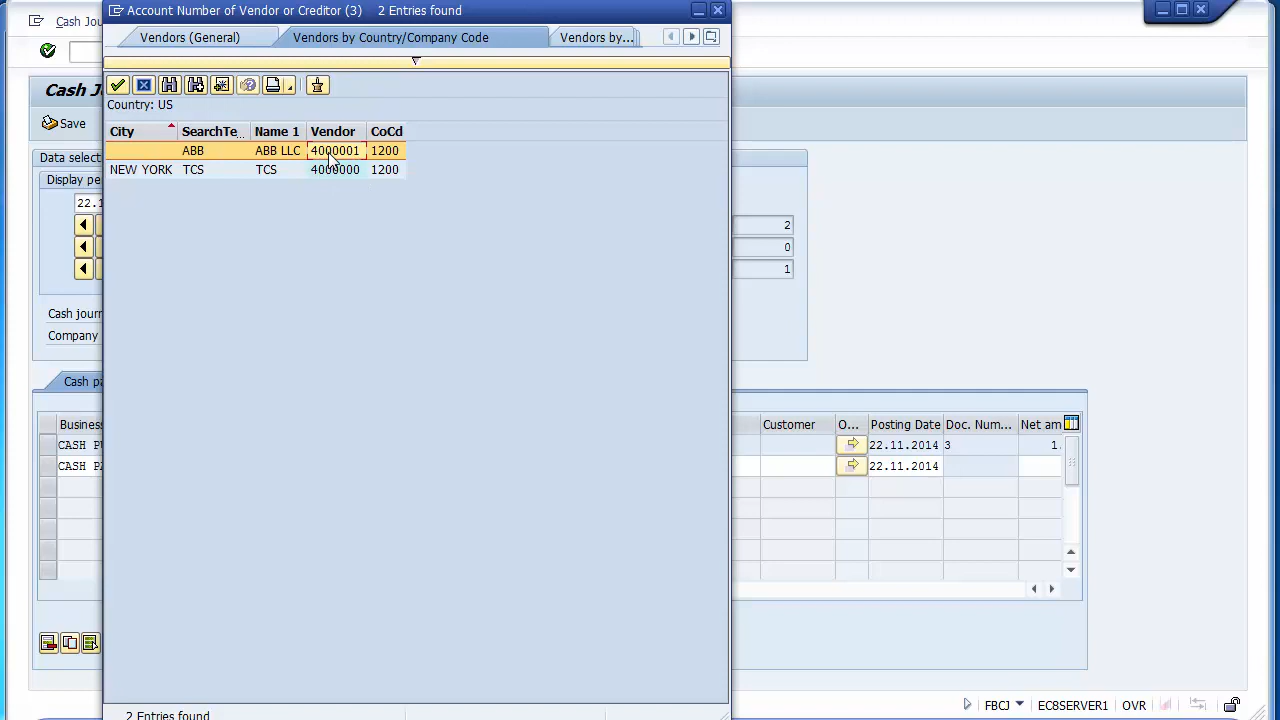 Account Number of Vendor or Creditor (3) 2 Entries found
Cash Jou
Vendors (General) Vendors by Country/Company Code Vendors by...
Cash Jo
Country: US
Save
City SearchTe... Name 1 Vendor CoCd
ABB ABB LLC 4000001 1200
NEW YORK TCS TCS 4000000 1200
Data select
Display pe
22.1
2
0
1
Cash journ
Company
Cash pa
Business Customer O... Posting Date Doc. Num... Net am
CASH P 22.11.2014 3 1.
CASH PA 22.11.2014
FBCJ EC8SERVER1 OVR
2 Entries found